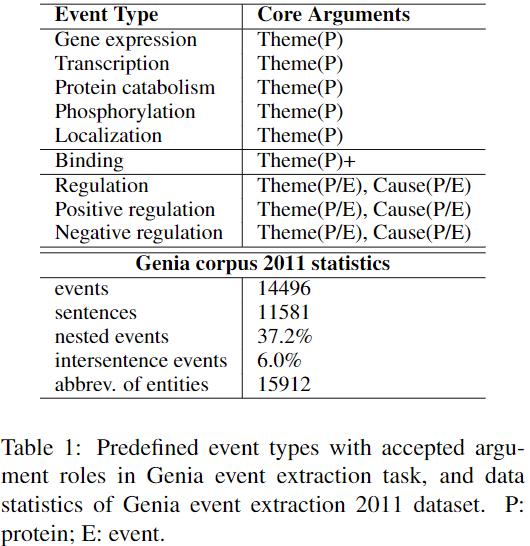 Event Type Core Arguments
Gene expression Theme(P)
Transcription Theme(P)
Protein catabolism Theme(P)
Phosphorylation Theme(P)
Localization Theme(P)
Binding Theme(P)+
Regulation Theme(P/E), Cause(P/E)
Positive regulation Theme(P/E), Cause(P/E)
Negative regulation Theme(P/E), Cause(P/E)
Genia corpus 2011 statistics
events 14496
sentences 11581
nested events 37.2%
intersentence events 6.0%
abbrev. of entities 15912
Table 1: Predefined event types with accepted argu-
ment roles in Genia event extraction task, and data
statistics of Genia event extraction 2011 dataset. P:
protein; E: event.